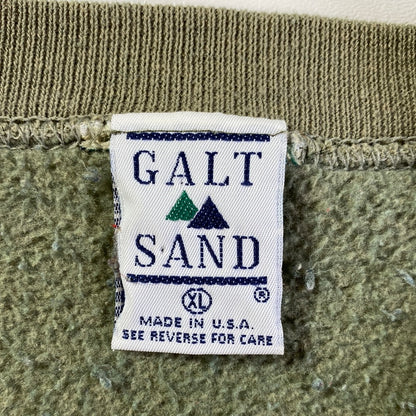 GALT
SAND
XL
®
MADE IN U.S.A.
SEE REVERSE FOR CARE